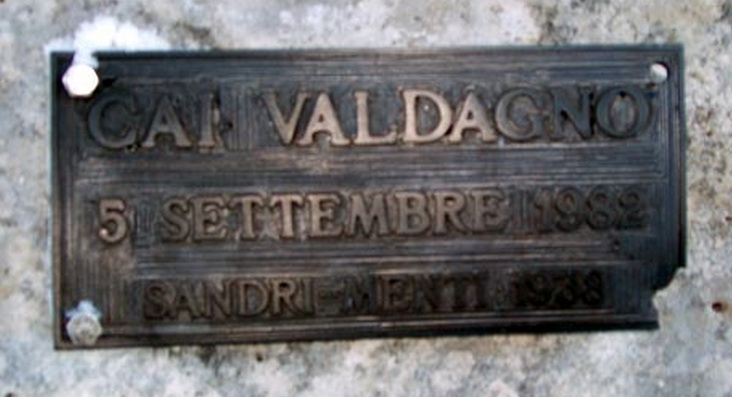 CAI VALDAGNO
5 SETTEMBRE 1982
SANDRI-MENTI 1938